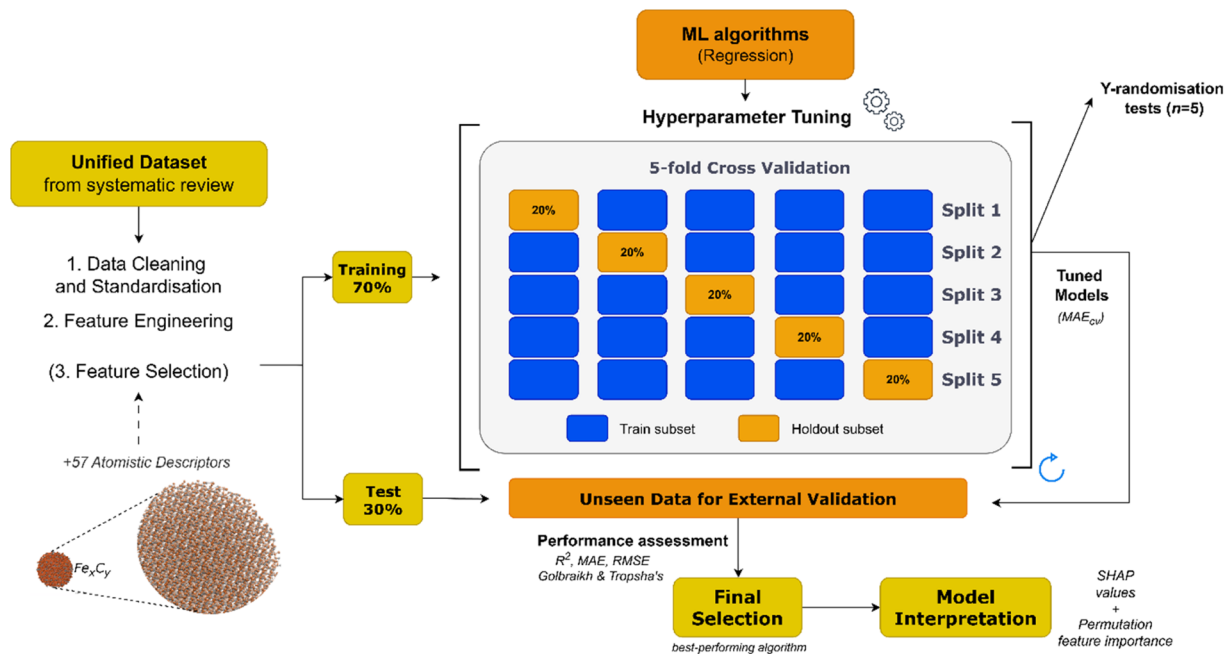 ML algorithms
(Regression)
Hyperparameter Tuning
Y-randomisation
tests (n=5)
Unified Dataset
from systematic review
1. Data Cleaning
and Standardisation
2. Feature Engineering
(3. Feature Selection)
+57 Atomistic Descriptors
FexCy
Training
70%
Test
30%
5-fold Cross Validation
20%
Split 1
20%
Split 2
20%
Split 3
20%
Split 4
20%
Split 5
Train subset
Holdout subset
Tuned
Models
(MAEcv)
Unseen Data for External Validation
Performance assessment
R², MAE, RMSE
Golbraikh & Tropsha's
Final
Selection
best-performing algorithm
Model
Interpretation
SHAP
values
+
Permutation
feature importance